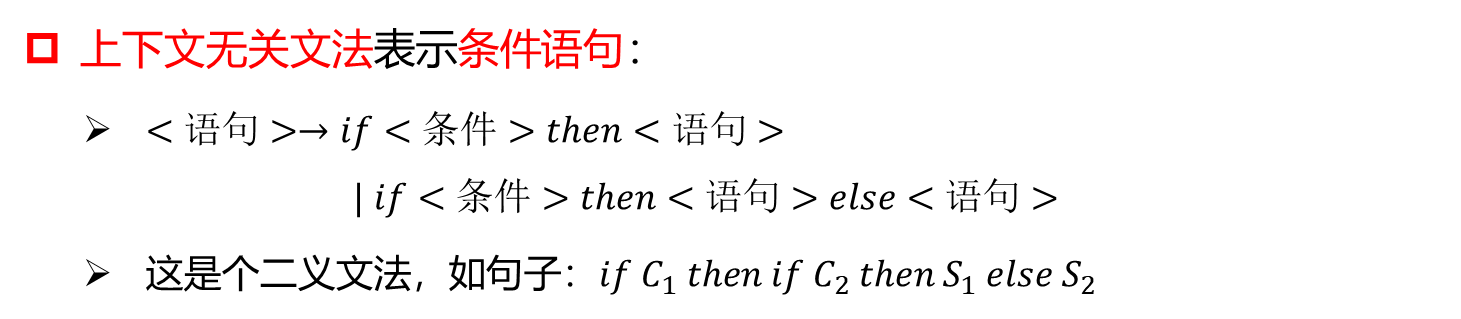 上下文无关文法表示条件语句：
< 语句 >→ if < 条件 > then < 语句 >
| if < 条件 > then < 语句 > else < 语句 >
这是个二义文法，如句子：if C₁ then if C₂ then S₁ else S₂